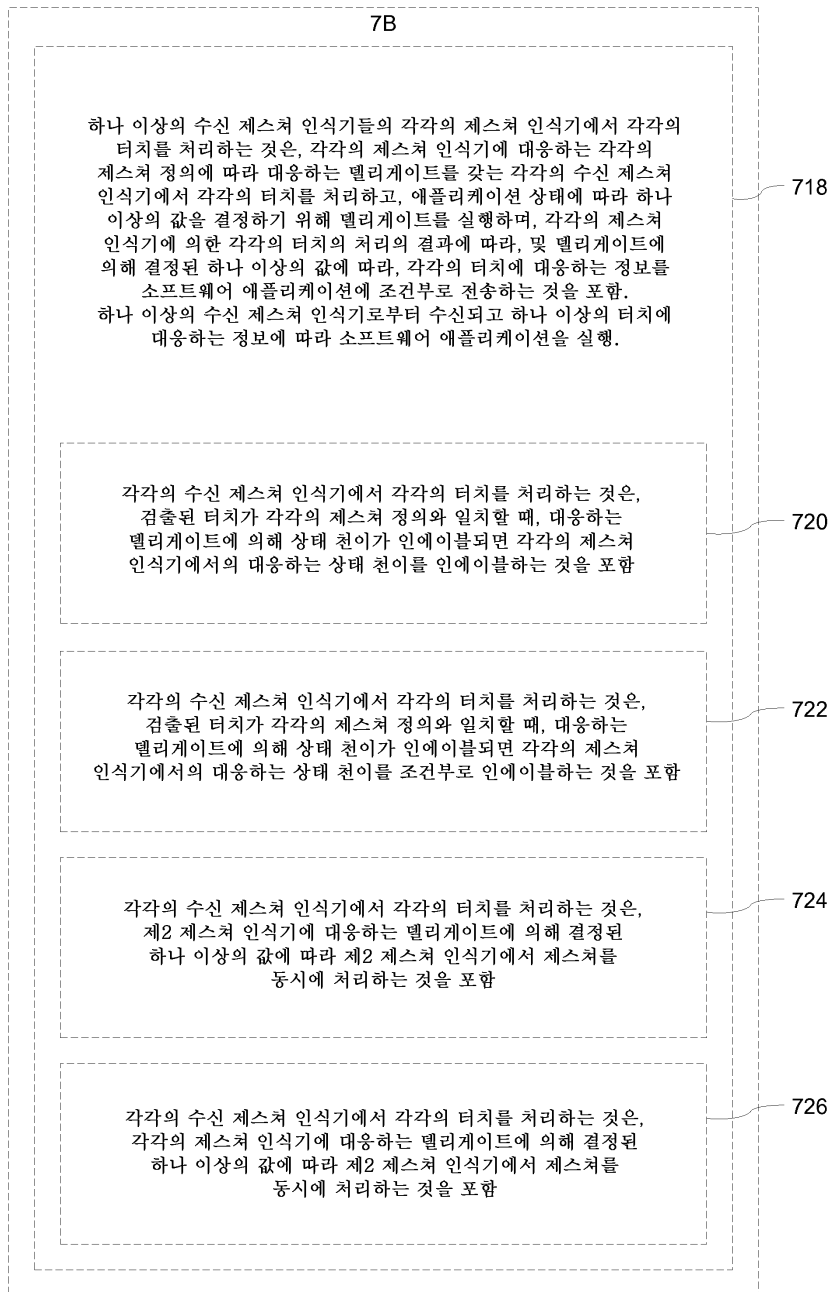 7B
하나 이상의 수신 제스쳐 인식기들의 각각의 제스쳐 인식기에서 각각의
터치를 처리하는 것은, 각각의 제스쳐 인식기에 대응하는 각각의
제스쳐 정의에 따라 대응하는 델리게이트를 갖는 각각의 수신 제스쳐
인식기에서 각각의 터치를 처리하고, 애플리케이션 상태에 따라 하나
이상의 값을 결정하기 위해 델리게이트를 실행하며, 각각의 제스쳐
인식기에 의한 각각의 터치의 처리의 결과에 따라, 및 델리게이트에
의해 결정된 하나 이상의 값에 따라, 각각의 터치에 대응하는 정보를
소프트웨어 애플리케이션에 조건부로 전송하는 것을 포함.
하나 이상의 수신 제스쳐 인식기로부터 수신되고 하나 이상의 터치에
대응하는 정보에 따라 소프트웨어 애플리케이션을 실행.
718
각각의 수신 제스쳐 인식기에서 각각의 터치를 처리하는 것은,
검출된 터치가 각각의 제스쳐 정의와 일치할 때, 대응하는
델리게이트에 의해 상태 천이가 인에이블되면 각각의 제스쳐
인식기에서의 대응하는 상태 천이를 인에이블하는 것을 포함
720
각각의 수신 제스쳐 인식기에서 각각의 터치를 처리하는 것은,
검출된 터치가 각각의 제스쳐 정의와 일치할 때, 대응하는
델리게이트에 의해 상태 천이가 인에이블되면 각각의 제스쳐
인식기에서의 대응하는 상태 천이를 조건부로 인에이블하는 것을 포함
722
각각의 수신 제스쳐 인식기에서 각각의 터치를 처리하는 것은,
제2 제스쳐 인식기에 대응하는 델리게이트에 의해 결정된
하나 이상의 값에 따라 제2 제스쳐 인식기에서 제스쳐를
동시에 처리하는 것을 포함
724
각각의 수신 제스쳐 인식기에서 각각의 터치를 처리하는 것은,
각각의 제스쳐 인식기에 대응하는 델리게이트에 의해 결정된
하나 이상의 값에 따라 제2 제스쳐 인식기에서 제스쳐를
동시에 처리하는 것을 포함
726